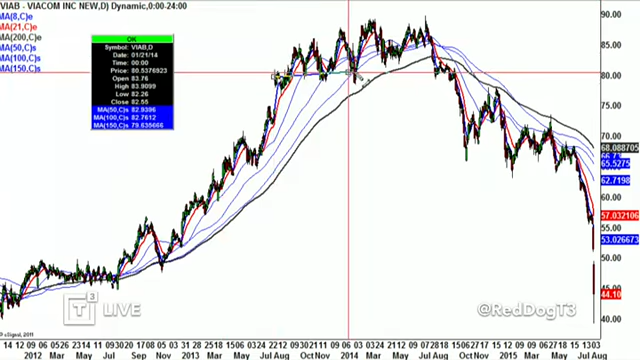 VIAB - VIACOM INC NEW,D) Dynamic,0:00-24:00
MA(8,C)e
MA(21,C)e
MA(200,C)e
MA(50,C)s
MA(100,C)s
MA(150,C)s
OK
Symbol: VIAB,D
Date: 01/21/14
Time: 00:00
Price: 80.5376923
Open 83.76
High 83.9099
Low 82.26
Close 82.55
MA(50,C)s 82.9396
MA(100,C)s 82.7612
MA(150,C)s 79.635666
90.00
85.00
80.00
75.00
70.00
68.088705
65.5275
62.7198
60.00
57.032106
55.00
53.026673
50.00
44.10
40.00
T3 LIVE
@RedDogT3
© eSignal, 2011
2012 Mar May Jul Aug Sep Nov 2013 Mar May Jul Aug Oct Nov 2014 Mar May Jul Aug Oct Nov 2015 Mar May Jul Aug